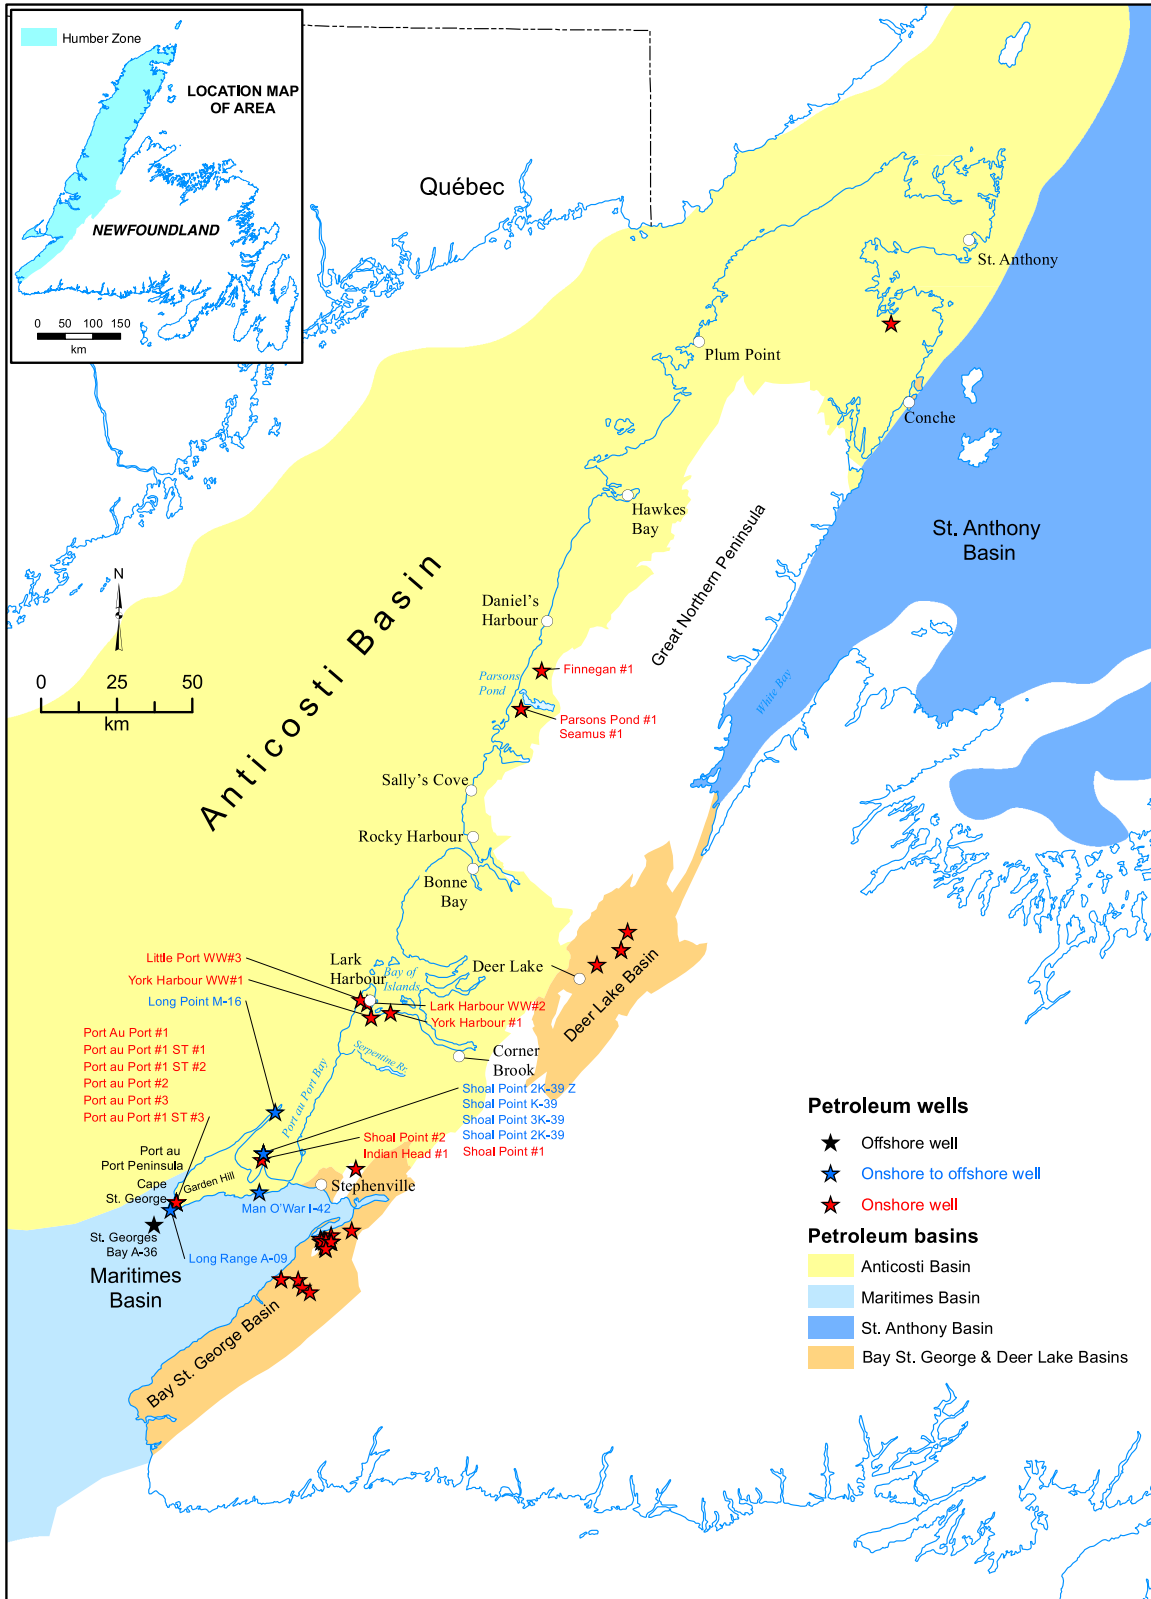 Humber Zone
LOCATION MAP
OF AREA
NEWFOUNDLAND
0 50 100 150
km
Québec
St. Anthony
Plum Point
Conche
Hawkes
Bay
St. Anthony
Basin
Great Northern Peninsula
Anticosti Basin
N
0 25 50
km
Daniel's
Harbour
Parsons
Pond
Finnegan #1
Parsons Pond #1
Seamus #1
White Bay
Sally's Cove
Rocky Harbour
Bonne
Bay
Little Port WW#3
York Harbour WW#1
Long Point M-16
Lark
Harbour
Bay of
Islands
Deer Lake
Deer Lake Basin
Lark Harbour WW#2
York Harbour #1
Corner
Brook
Serpentine Rr.
Port au Port Bay
Port Au Port #1
Port au Port #1 ST #1
Port au Port #1 ST #2
Port au Port #2
Port au Port #3
Port au Port #1 ST #3
Shoal Point 2K-39 Z
Shoal Point K-39
Shoal Point 3K-39
Shoal Point 2K-39
Shoal Point #1
Shoal Point #2
Indian Head #1
Port au
Port Peninsula
Cape
St. George
Garden Hill
Stephenville
Man O'War I-42
St. Georges
Bay A-36
Long Range A-09
Maritimes
Basin
Bay St. George Basin
Petroleum wells
Offshore well
Onshore to offshore well
Onshore well
Petroleum basins
Anticosti Basin
Maritimes Basin
St. Anthony Basin
Bay St. George & Deer Lake Basins